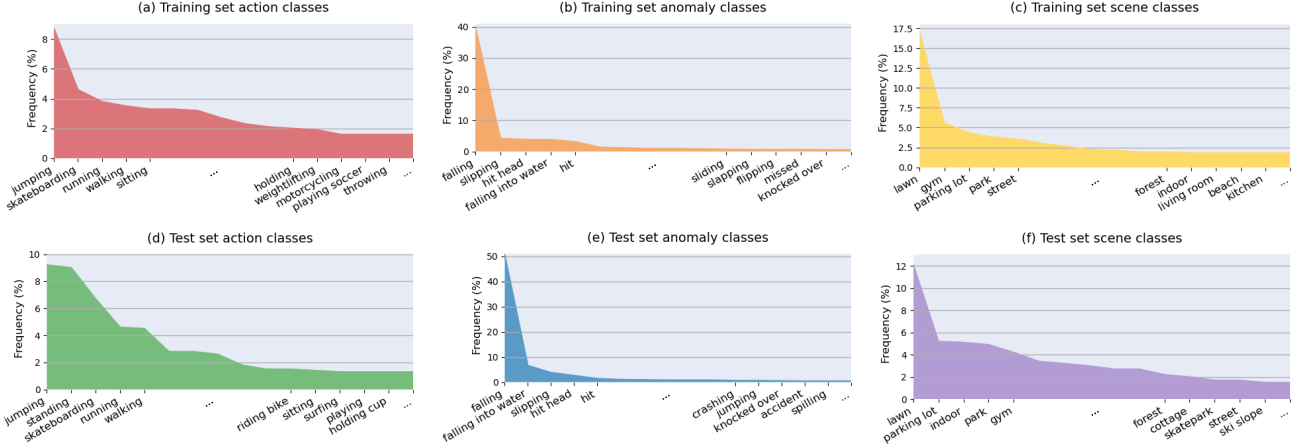 (a) Training set action classes
Frequency (%)
8
6
4
2
0
jumping
skateboarding
running
walking
sitting
...
holding
weightlifting
motorcycling
playing soccer
throwing
...
(b) Training set anomaly classes
Frequency (%)
40
30
20
10
0
falling
slipping
hit head
falling into water
hit
...
sliding
slapping
flipping
missed
knocked over
...
(c) Training set scene classes
Frequency (%)
17.5
15.0
12.5
10.0
7.5
5.0
2.5
0.0
lawn
gym
parking lot
park
street
...
forest
indoor
living room
beach
kitchen
...
(d) Test set action classes
Frequency (%)
10
8
6
4
2
0
jumping
standing
skateboarding
running
walking
...
riding bike
sitting
surfing
playing
holding cup
...
(e) Test set anomaly classes
Frequency (%)
50
40
30
20
10
0
falling
falling into water
slipping
hit head
hit
...
crashing
jumping
knocked over
accident
spilling
...
(f) Test set scene classes
Frequency (%)
12
10
8
6
4
2
0
lawn
parking lot
indoor
park
gym
...
forest
cottage
skatepark
street
ski slope
...